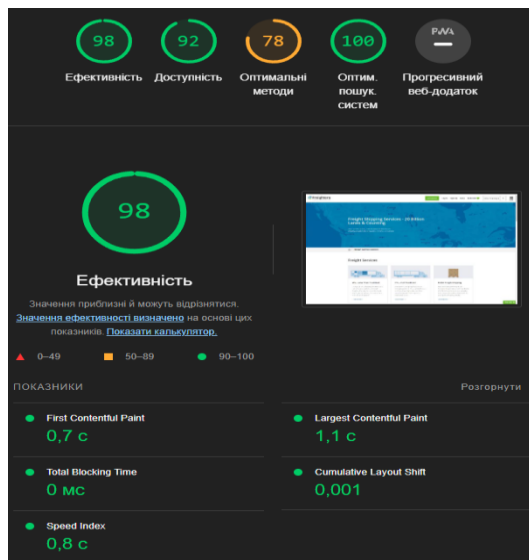 98
92
78
100
PWA
Ефективність
Доступність
Оптимальні
методи
Оптим.
пошук.
систем
Прогресивний
веб-додаток
98
Ефективність
Значення приблизні й можуть відрізнятися.
Значення ефективності визначено на основі цих
показників. Показати калькулятор.
0–49
50–89
90–100
ПОКАЗНИКИ
Розгорнути
First Contentful Paint
0,7 с
Largest Contentful Paint
1,1 с
Total Blocking Time
0 мс
Cumulative Layout Shift
0,001
Speed Index
0,8 с
Freight Services